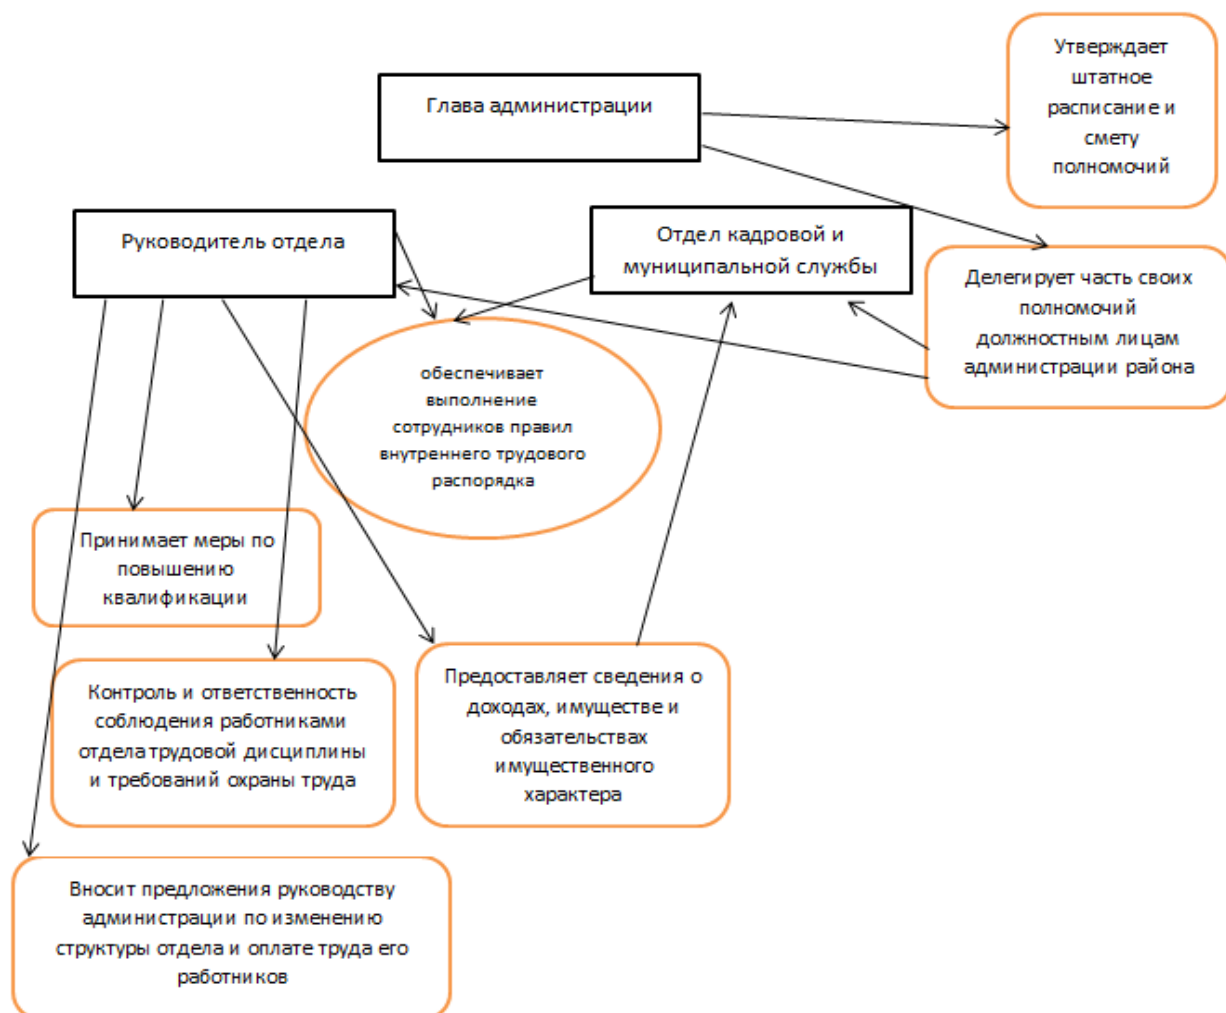 Утверждает
штатное
расписание и
смету
полномочий
Глава администрации
Руководитель отдела
Отдел кадровой и
муниципальной службы
Делегирует часть своих
полномочий
должностным лицам
администрации района
обеспечивает
выполнение
сотрудников правил
внутреннего трудового
распорядка
Принимает меры по
повышению
квалификации
Контроль и ответственность
соблюдения работниками
отдела трудовой дисциплины
и требований охраны труда
Предоставляет сведения о
доходах, имуществе и
обязательствах
имущественного
характера
Вносит предложения руководству
администрации по изменению
структуры отдела и оплате труда его
работников